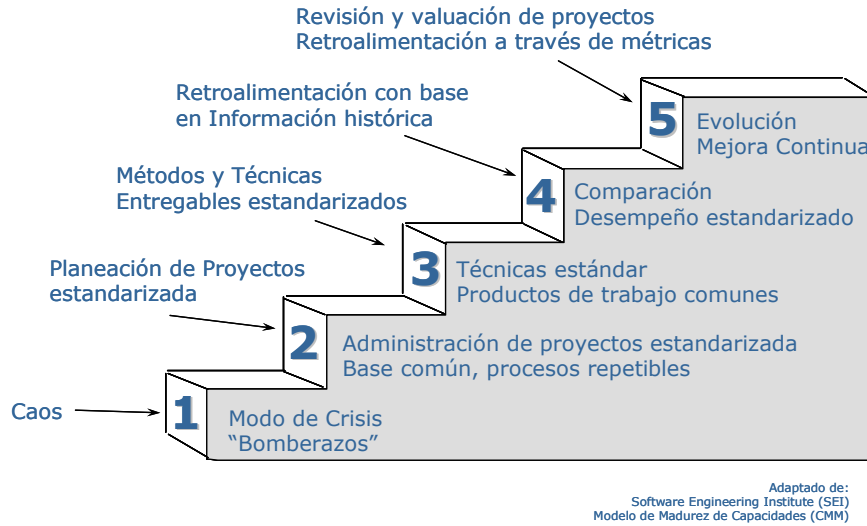 Revisión y valuación de proyectos
Retroalimentación a través de métricas
Retroalimentación con base
en Información histórica
5
Evolución
Mejora Continua
Métodos y Técnicas
Entregables estandarizados
4
Comparación
Desempeño estandarizado
Planeación de Proyectos
estandarizada
3
Técnicas estándar
Productos de trabajo comunes
2
Administración de proyectos estandarizada
Base común, procesos repetibles
Caos
1
Modo de Crisis
“Bomberazos”
Adaptado de:
Software Engineering Institute (SEI)
Modelo de Madurez de Capacidades (CMM)